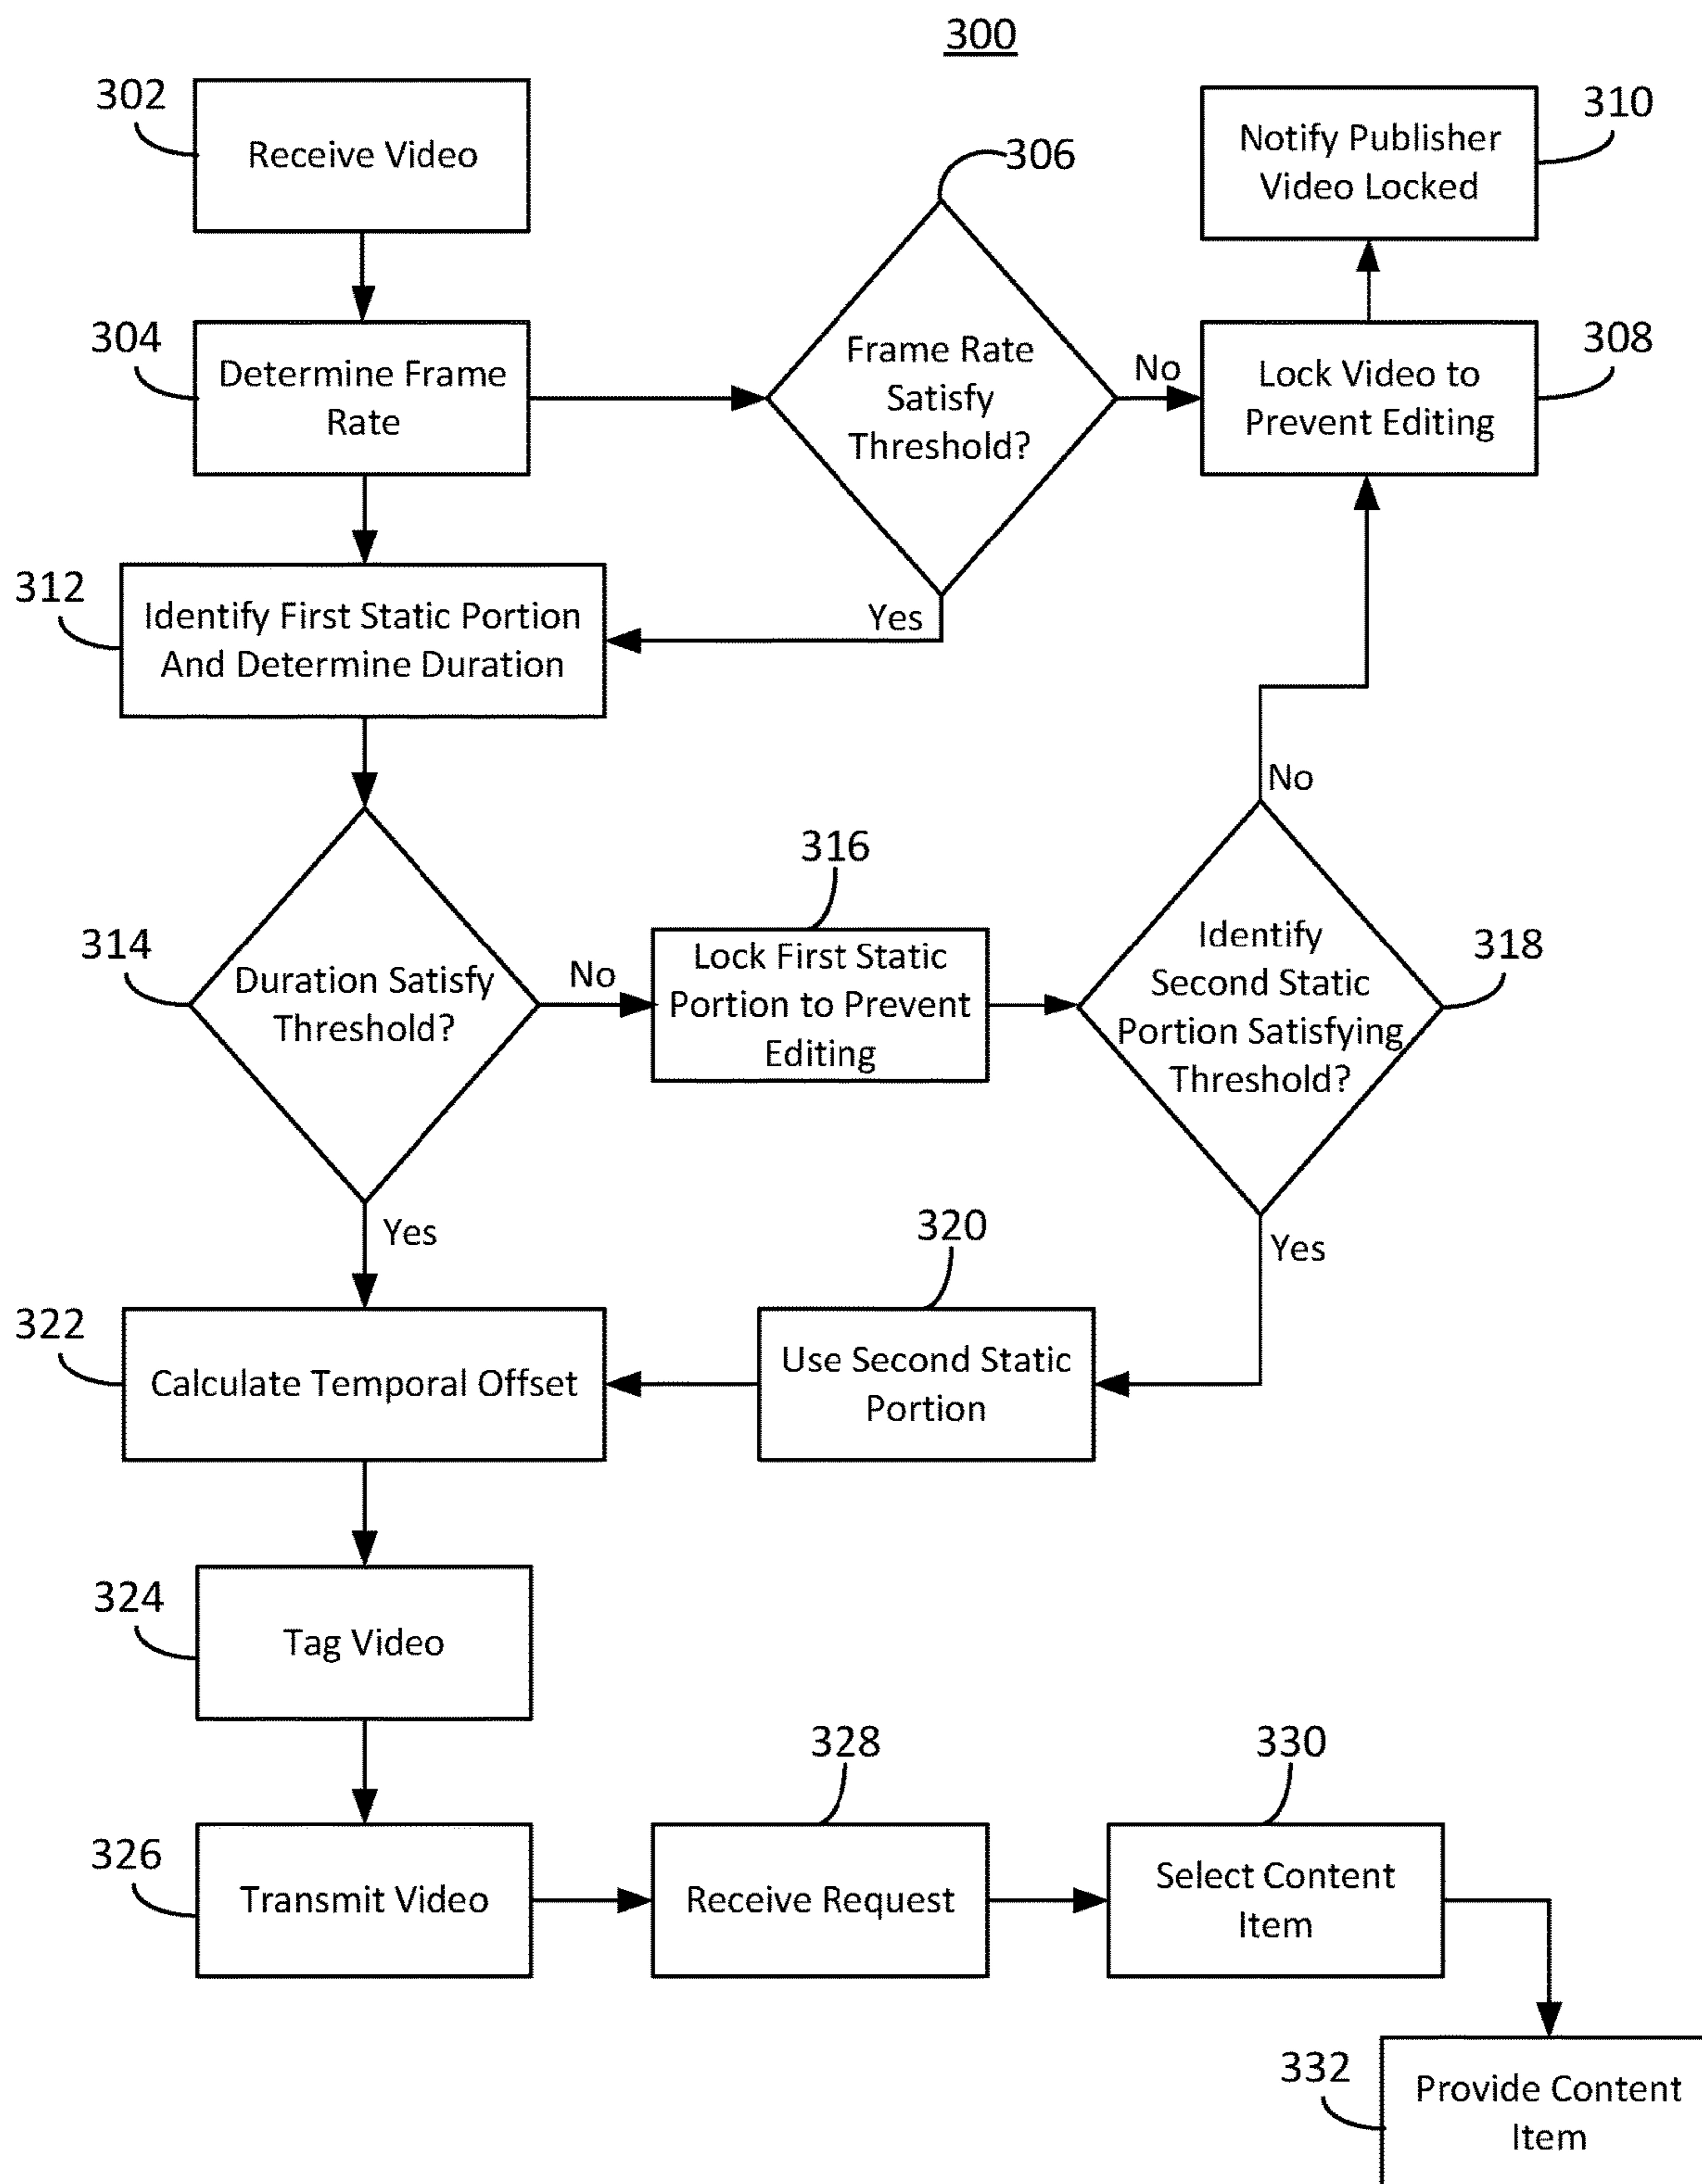 300
302
Receive Video
310
Notify Publisher
Video Locked
306
304
Determine Frame
Rate
Frame Rate
Satisfy
Threshold?
No
308
Lock Video to
Prevent Editing
312
Identify First Static Portion
And Determine Duration
Yes
No
316
314
Duration Satisfy
Threshold?
No
Lock First Static
Portion to Prevent
Editing
318
Identify
Second Static
Portion Satisfying
Threshold?
Yes
320
Yes
322
Calculate Temporal Offset
Use Second Static
Portion
324
Tag Video
328
330
326
Transmit Video
Receive Request
Select Content
Item
332
Provide Content
Item